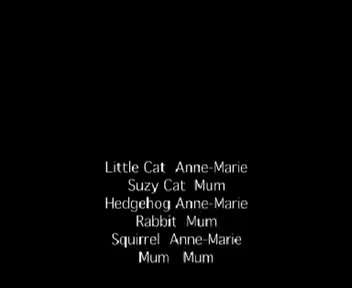 Little Cat Anne-Marie
Suzy Cat Mum
Hedgehog Anne-Marie
Rabbit Mum
Squirrel Anne-Marie
Mum Mum